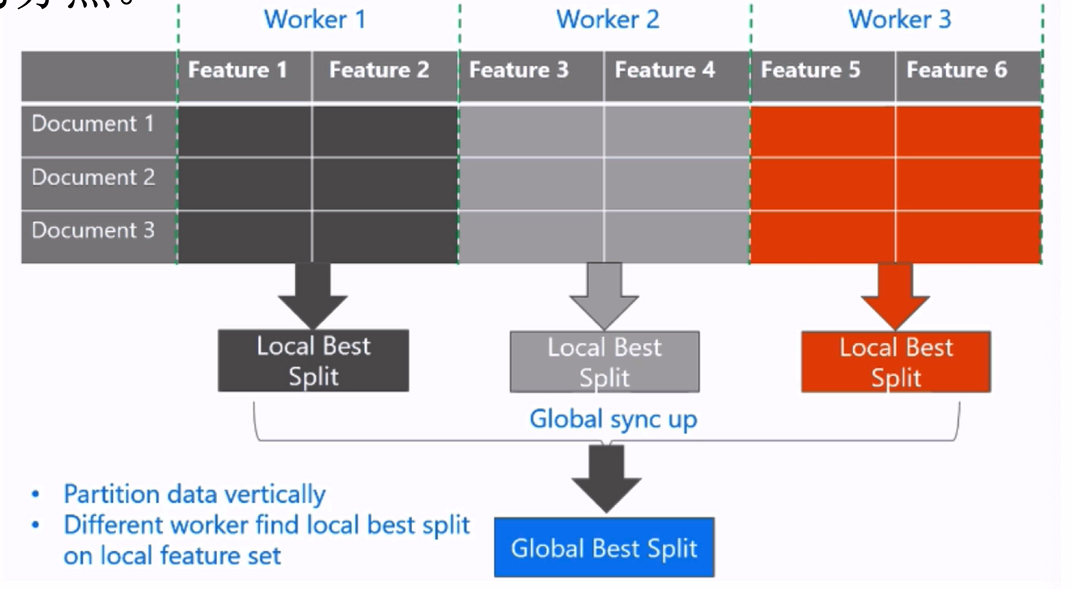 点。
Worker 1 Worker 2 Worker 3
Feature 1 Feature 2 Feature 3 Feature 4 Feature 5 Feature 6
Document 1
Document 2
Document 3
Local Best Split Local Best Split Local Best Split
Global sync up
• Partition data vertically
• Different worker find local best split
on local feature set
Global Best Split